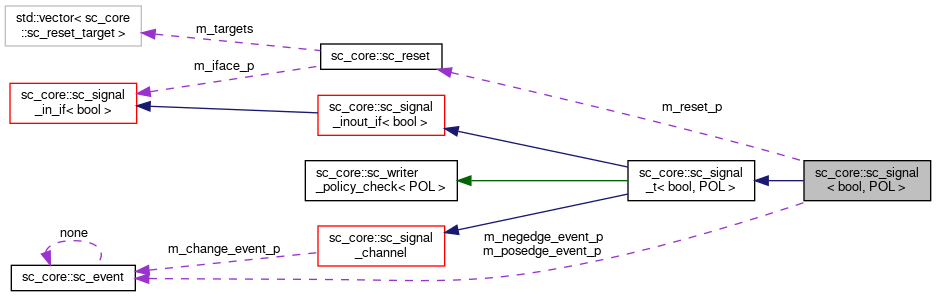 std::vector< sc_core
::sc_reset_target >
m_targets
sc_core::sc_reset
m_iface_p
sc_core::sc_signal
_in_if< bool >
sc_core::sc_signal
_inout_if< bool >
m_reset_p
sc_core::sc_writer
_policy_check< POL >
sc_core::sc_signal
_t< bool, POL >
sc_core::sc_signal
< bool, POL >
sc_core::sc_signal
_channel
m_negedge_event_p
m_posedge_event_p
m_change_event_p
none
sc_core::sc_event